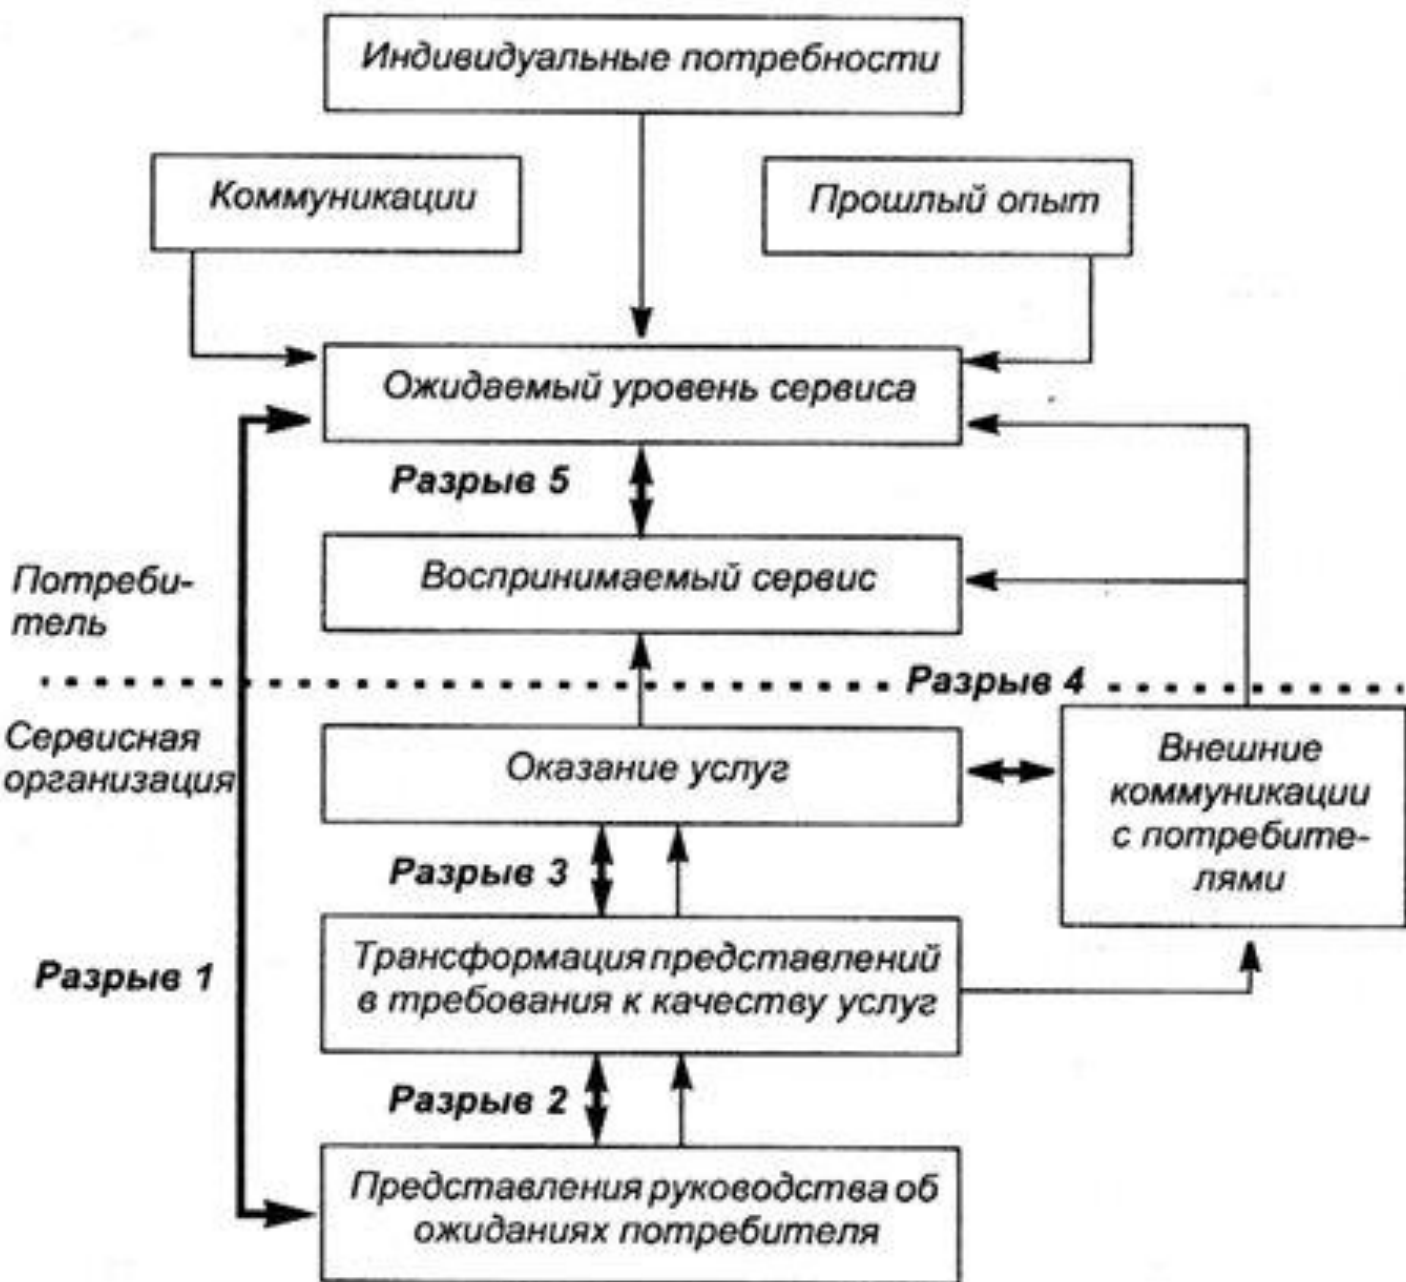 Индивидуальные потребности
Коммуникации
Прошлый опыт
Ожидаемый уровень сервиса
Разрыв 5
Воспринимаемый сервис
Потреби-
тель
Разрыв 4
Сервисная
организация
Оказание услуг
Внешние
коммуникации
с потребите-
лями
Разрыв 3
Трансформация представлений
в требования к качеству услуг
Разрыв 1
Разрыв 2
Представления руководства об
ожиданиях потребителя